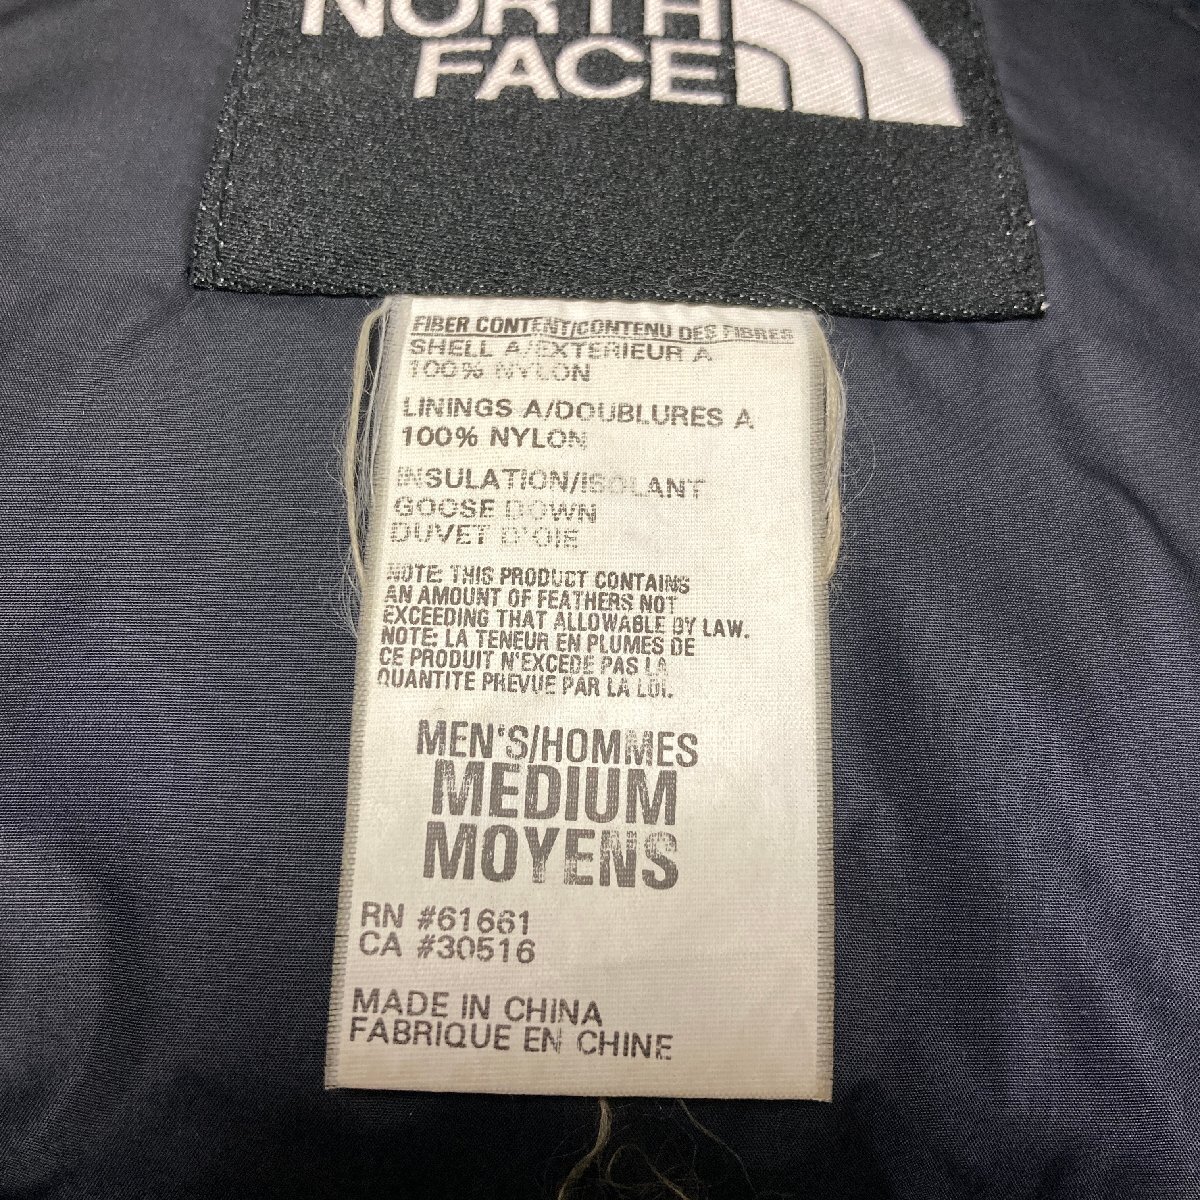 NORTH
FACE
FIBER CONTENT/CONTENU DES FIBRES
SHELL A/EXTERIEUR A
100% NYLON
LININGS A/DOUBLURES A
100% NYLON
INSULATION/ISOLANT
GOOSE DOWN
DUVET D'OIE
NOTE: THIS PRODUCT CONTAINS
AN AMOUNT OF FEATHERS NOT
EXCEEDING THAT ALLOWABLE BY LAW.
NOTE: LA TENEUR EN PLUMES DE
CE PRODUIT N'EXCEDE PAS LA
QUANTITE PREVUE PAR LA LOI.
MEN'S/HOMMES
MEDIUM
MOYENS
RN #61661
CA #30516
MADE IN CHINA
FABRIQUE EN CHINE